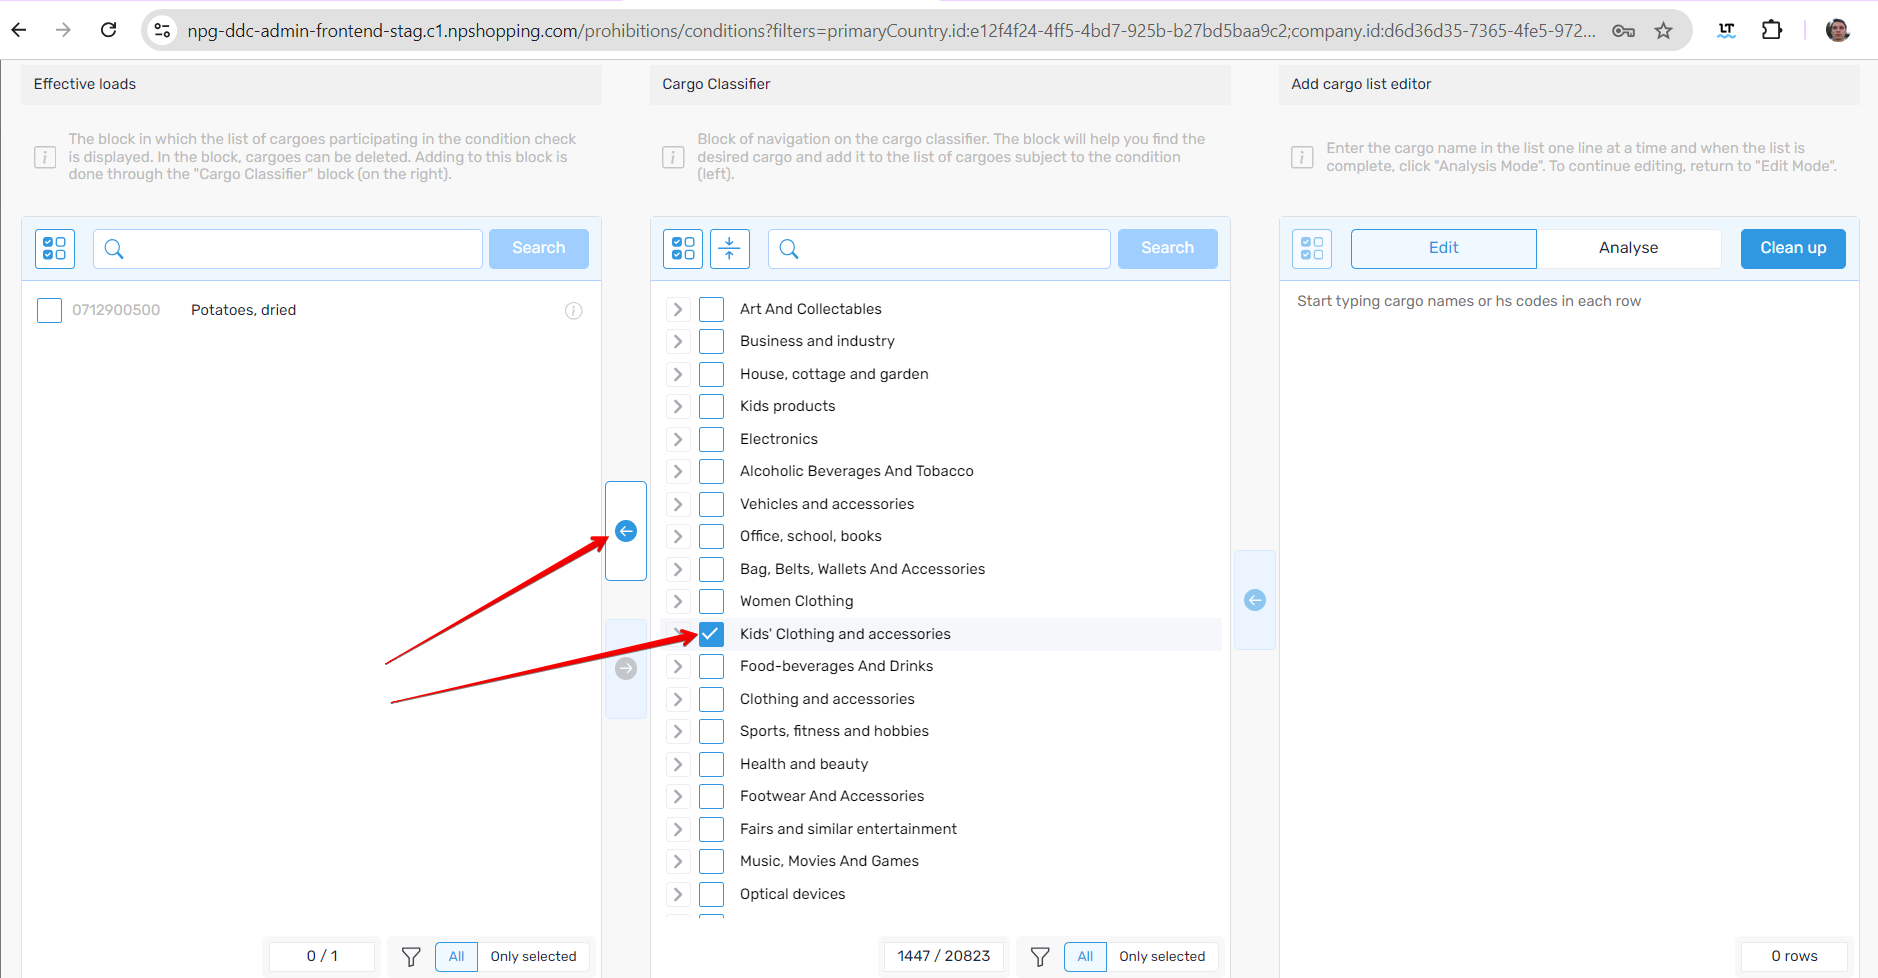 npg-ddc-admin-frontend-stag.c1.npshopping.com/prohibitions/conditions?filters=primaryCountry.id:e12f4f24-4ff5-4bd7-925b-b27bd5baa9c2;company.id:d6d36d35-7365-4fe5-972...
LT
Effective loads
The block in which the list of cargoes participating in the condition check
is displayed. In the block, cargoes can be deleted. Adding to this block is
done through the "Cargo Classifier" block (on the right).
Search
0712900500 Potatoes, dried
0 / 1
All
Only selected
Cargo Classifier
Block of navigation on the cargo classifier. The block will help you find the
desired cargo and add it to the list of cargoes subject to the condition
(left).
Search
Art And Collectables
Business and industry
House, cottage and garden
Kids products
Electronics
Alcoholic Beverages And Tobacco
Vehicles and accessories
Office, school, books
Bag, Belts, Wallets And Accessories
Women Clothing
Kids' Clothing and accessories
Food-beverages And Drinks
Clothing and accessories
Sports, fitness and hobbies
Health and beauty
Footwear And Accessories
Fairs and similar entertainment
Music, Movies And Games
Optical devices
1447 / 20823
All
Only selected
Add cargo list editor
Enter the cargo name in the list one line at a time and when the list is
complete, click "Analysis Mode". To continue editing, return to "Edit Mode".
Edit
Analyse
Clean up
Start typing cargo names or hs codes in each row
0 rows